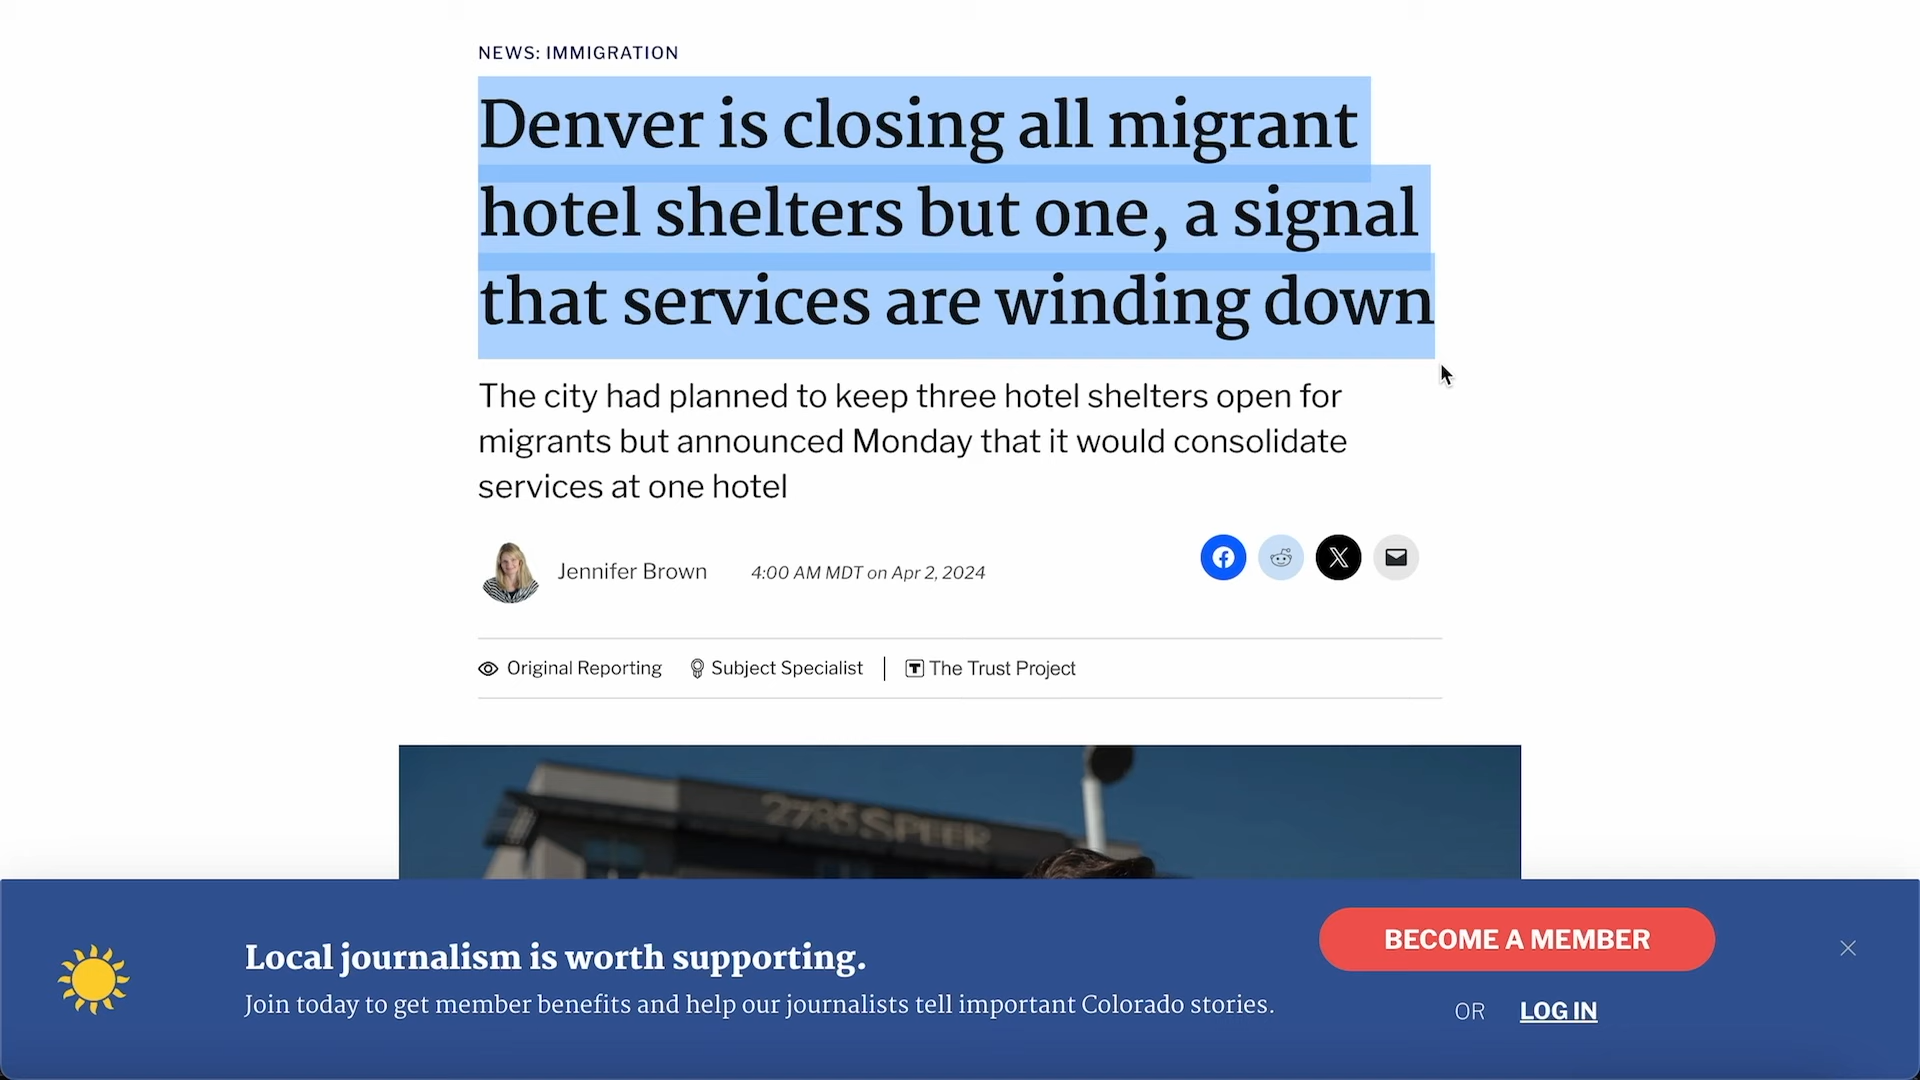 NEWS: IMMIGRATION
Denver is closing all migrant
hotel shelters but one, a signal
that services are winding down
The city had planned to keep three hotel shelters open for
migrants but announced Monday that it would consolidate
services at one hotel
Jennifer Brown 4:00 AM MDT on Apr 2, 2024
Original Reporting Subject Specialist | The Trust Project
2785 SPEER
Local journalism is worth supporting.
Join today to get member benefits and help our journalists tell important Colorado stories.
BECOME A MEMBER
OR LOG IN